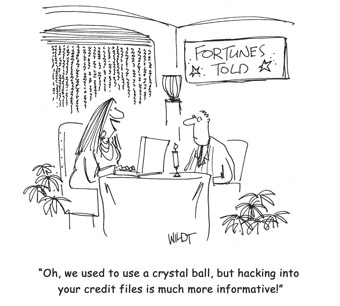 FORTUNES
TOLD
WILDT
“Oh, we used to use a crystal ball, but hacking into
your credit files is much more informative!”